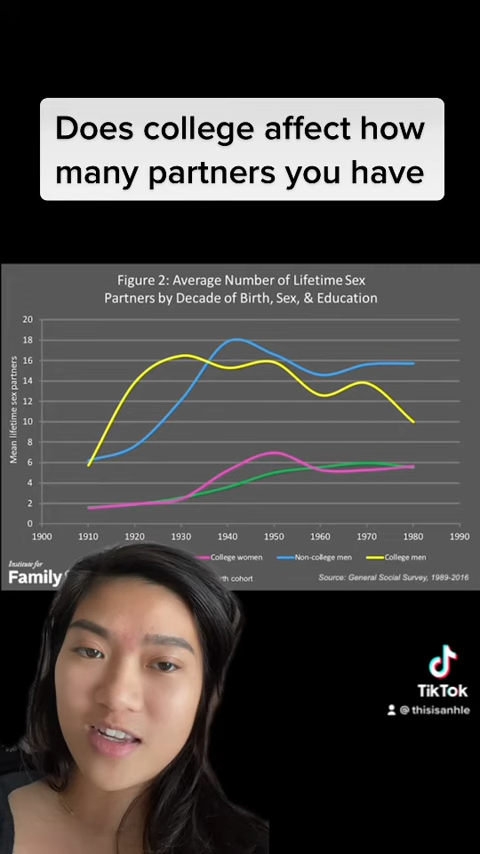 Does college affect how
many partners you have
Figure 2: Average Number of Lifetime Sex
Partners by Decade of Birth, Sex, & Education
Mean lifetime sex partners
20
18
16
14
12
10
8
6
4
2
0
1900 1910 1920 1930 1940 1950 1960 1970 1980 1990
College women Non-college men College men
Institute for
Family
cohort
Source: General Social Survey, 1989-2016
TikTok
@thisisanhle